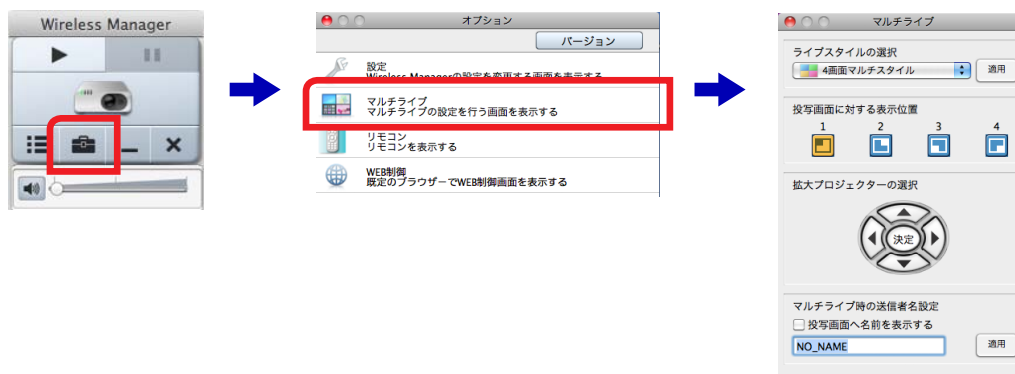 Wireless Manager
オプション
バージョン
設定
Wireless Managerの設定を変更する画面を表示する
マルチライブ
マルチライブの設定を行う画面を表示する
リモコン
リモコンを表示する
WEB制御
既定のブラウザーでWEB制御画面を表示する
マルチライブ
ライブスタイルの選択
4画面マルチスタイル
適用
投写画面に対する表示位置
1 2 3 4
拡大プロジェクターの選択
決定
マルチライブ時の送信者名設定
投写画面へ名前を表示する
NO_NAME
適用